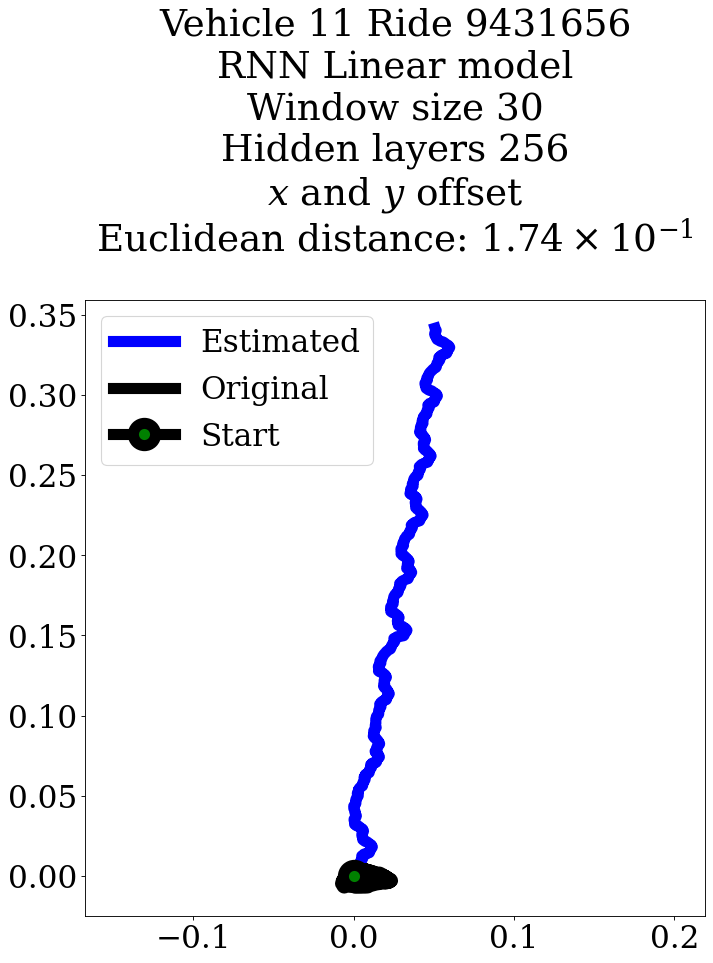 Vehicle 11 Ride 9431656
RNN Linear model
Window size 30
Hidden layers 256
x and y offset
Euclidean distance: 1.74 × 10⁻¹
Estimated
Original
Start
0.35
0.30
0.25
0.20
0.15
0.10
0.05
0.00
−0.1 0.0 0.1 0.2